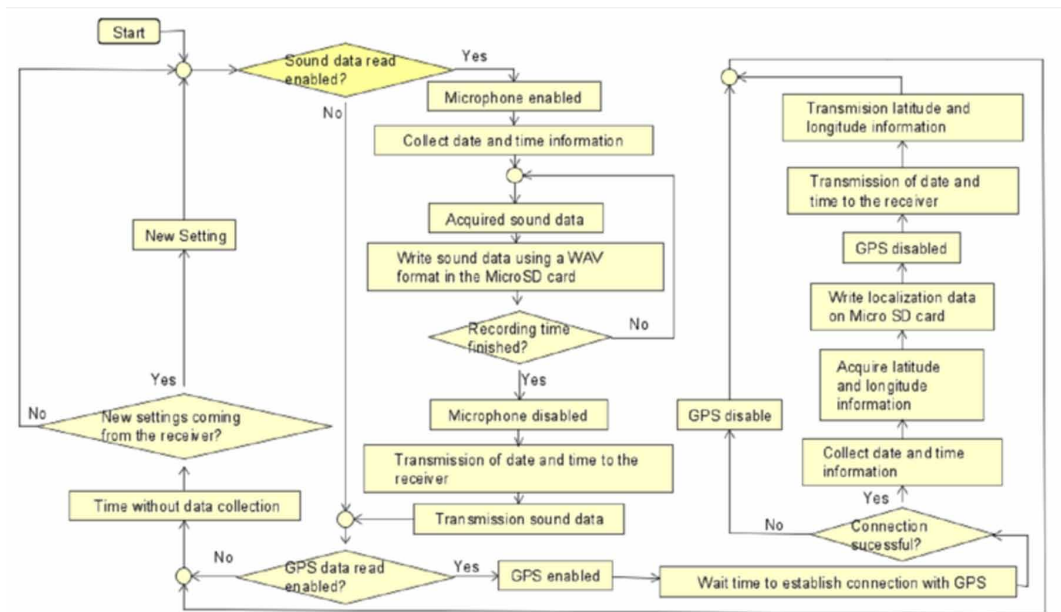 Start
Sound data read
enabled?
Yes
No
Microphone enabled
Collect date and time information
Acquired sound data
Write sound data using a WAV
format in the MicroSD card
Recording time
finished?
No
Yes
Microphone disabled
Transmission of date and time to the
receiver
Transmission sound data
GPS data read
enabled?
No
Yes
GPS enabled
Wait time to establish connection with GPS
Connection
sucessful?
No
Yes
GPS disable
Collect date and time
information
Acquire latitude
and longitude
information
Write localization data
on Micro SD card
GPS disabled
Transmission of date and
time to the receiver
Transmision latitude and
longitude information
Time without data collection
New settings coming
from the receiver?
No
Yes
New Setting